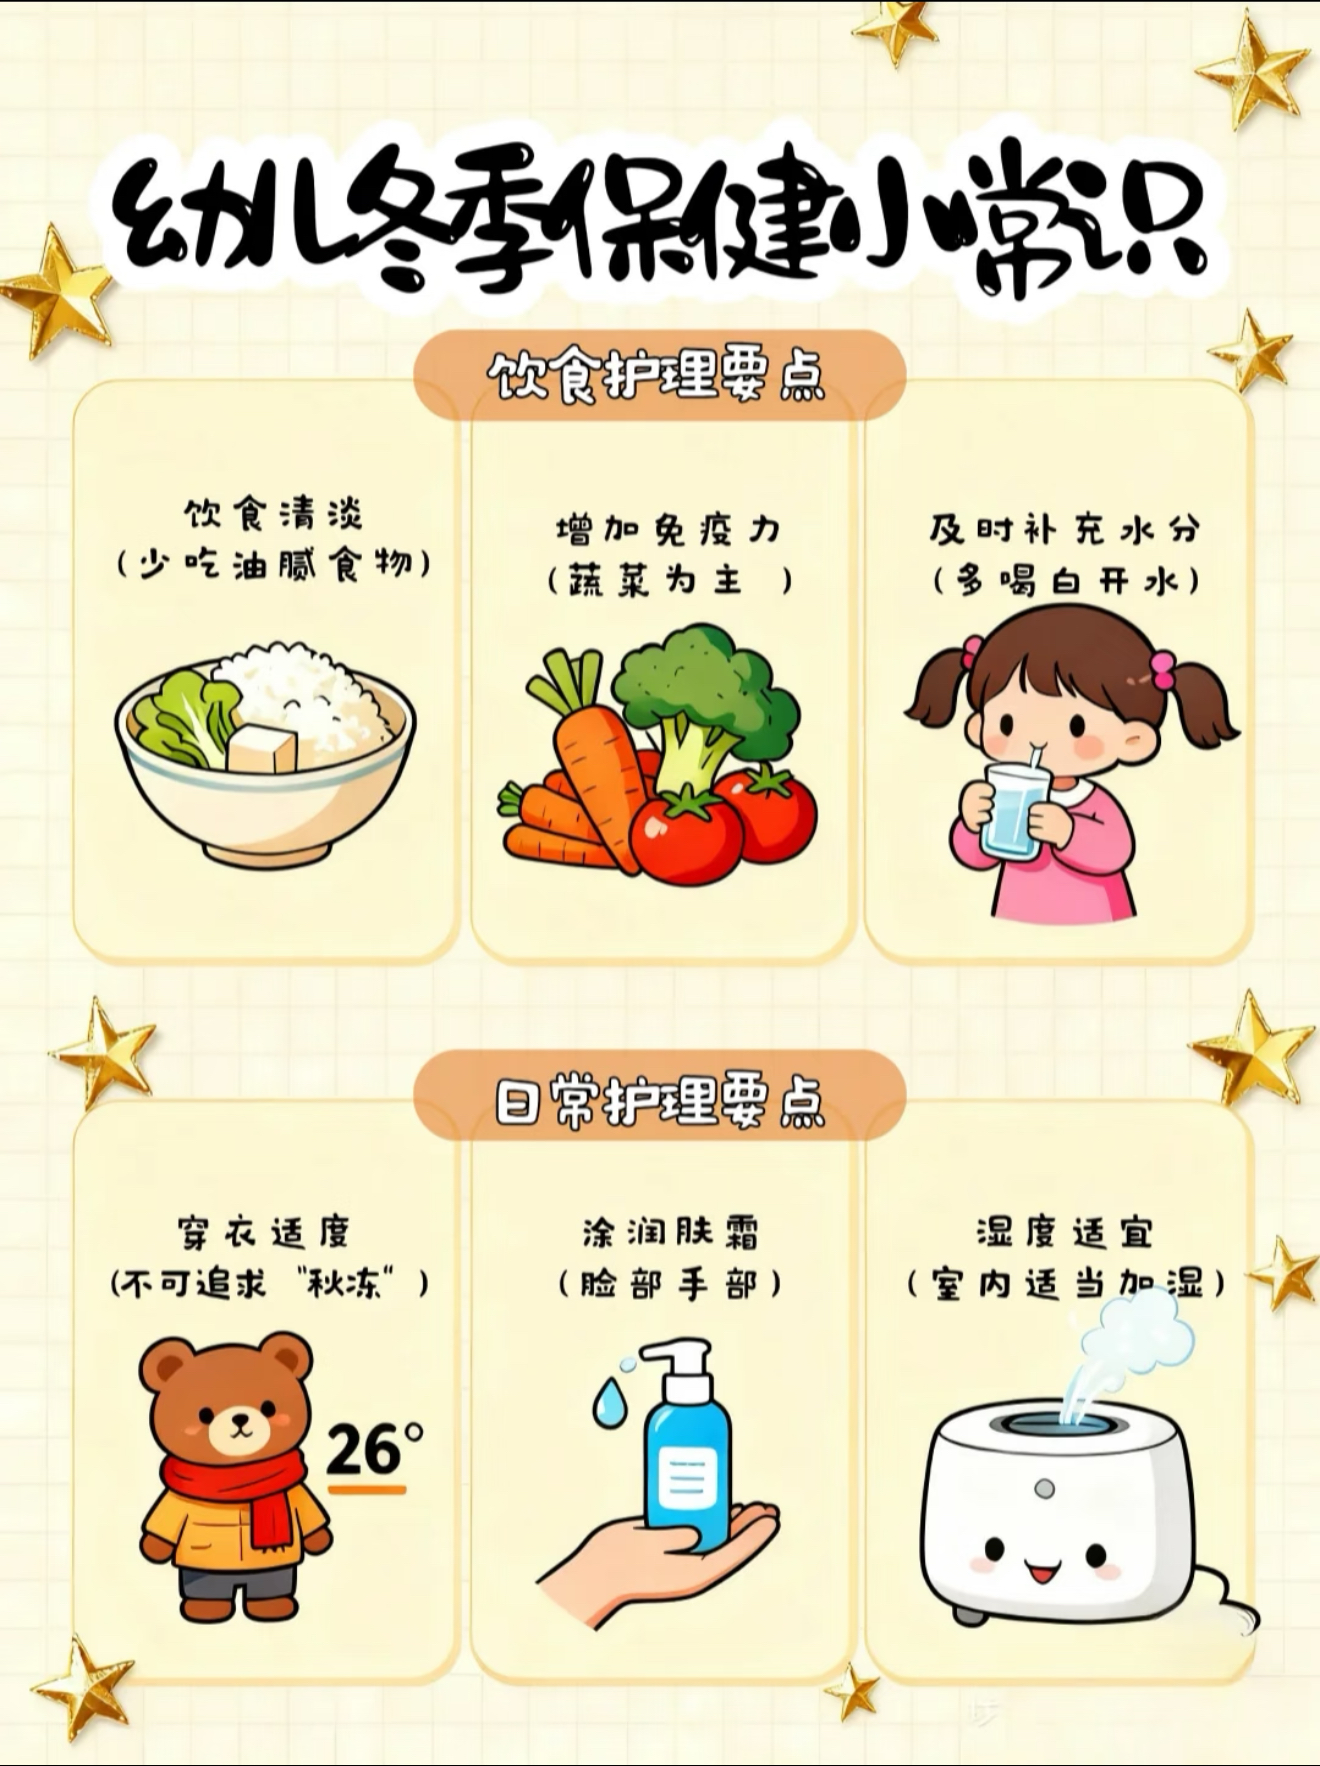 幼儿冬季保健小常识
饮食护理要点
饮食清淡
（少吃油腻食物）
增加免疫力
（蔬菜为主 ）
及时补充水分
（多喝白开水）
日常护理要点
穿衣适度
(不可追求 “秋冻“ ）
26°
涂润肤霜
（脸部手部）
湿度适宜
（室内适当加湿）